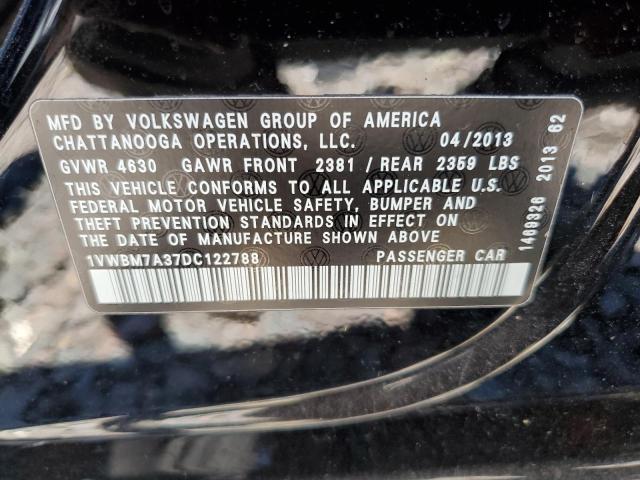 MFD BY VOLKSWAGEN GROUP OF AMERICA
CHATTANOOGA OPERATIONS, LLC. 04/2013
GVWR 4630 GAWR FRONT 2381 / REAR 2359 LBS
THIS VEHICLE CONFORMS TO ALL APPLICABLE U.S.
FEDERAL MOTOR VEHICLE SAFETY, BUMPER AND
THEFT PREVENTION STANDARDS IN EFFECT ON
THE DATE OF MANUFACTURE SHOWN ABOVE
1VWBM7A37DC122788 PASSENGER CAR
1469326 2013 62